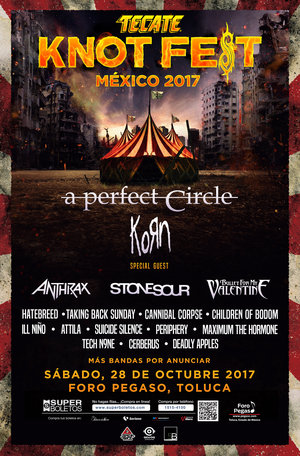 TECATE
KNOT FEST
MÉXICO 2017
a perfect Circle
KoЯn
SPECIAL GUEST
ANTHRAX STONE SOUR BULLET FOR MY VALENTINE
HATEBREED • TAKING BACK SUNDAY • CANNIBAL CORPSE • CHILDREN OF BODOM
ILL NIÑO • ATTILA • SUICIDE SILENCE • PERIPHERY • MAXIMUM THE HORMONE
TECH N9NE • CERBERUS • DEADLY APPLES
MÁS BANDAS POR ANUNCIAR
SÁBADO, 28 DE OCTUBRE 2017
FORO PEGASO, TOLUCA
SUPER BOLETOS
www.superboletos.com
1515-4100
Foro Pegaso